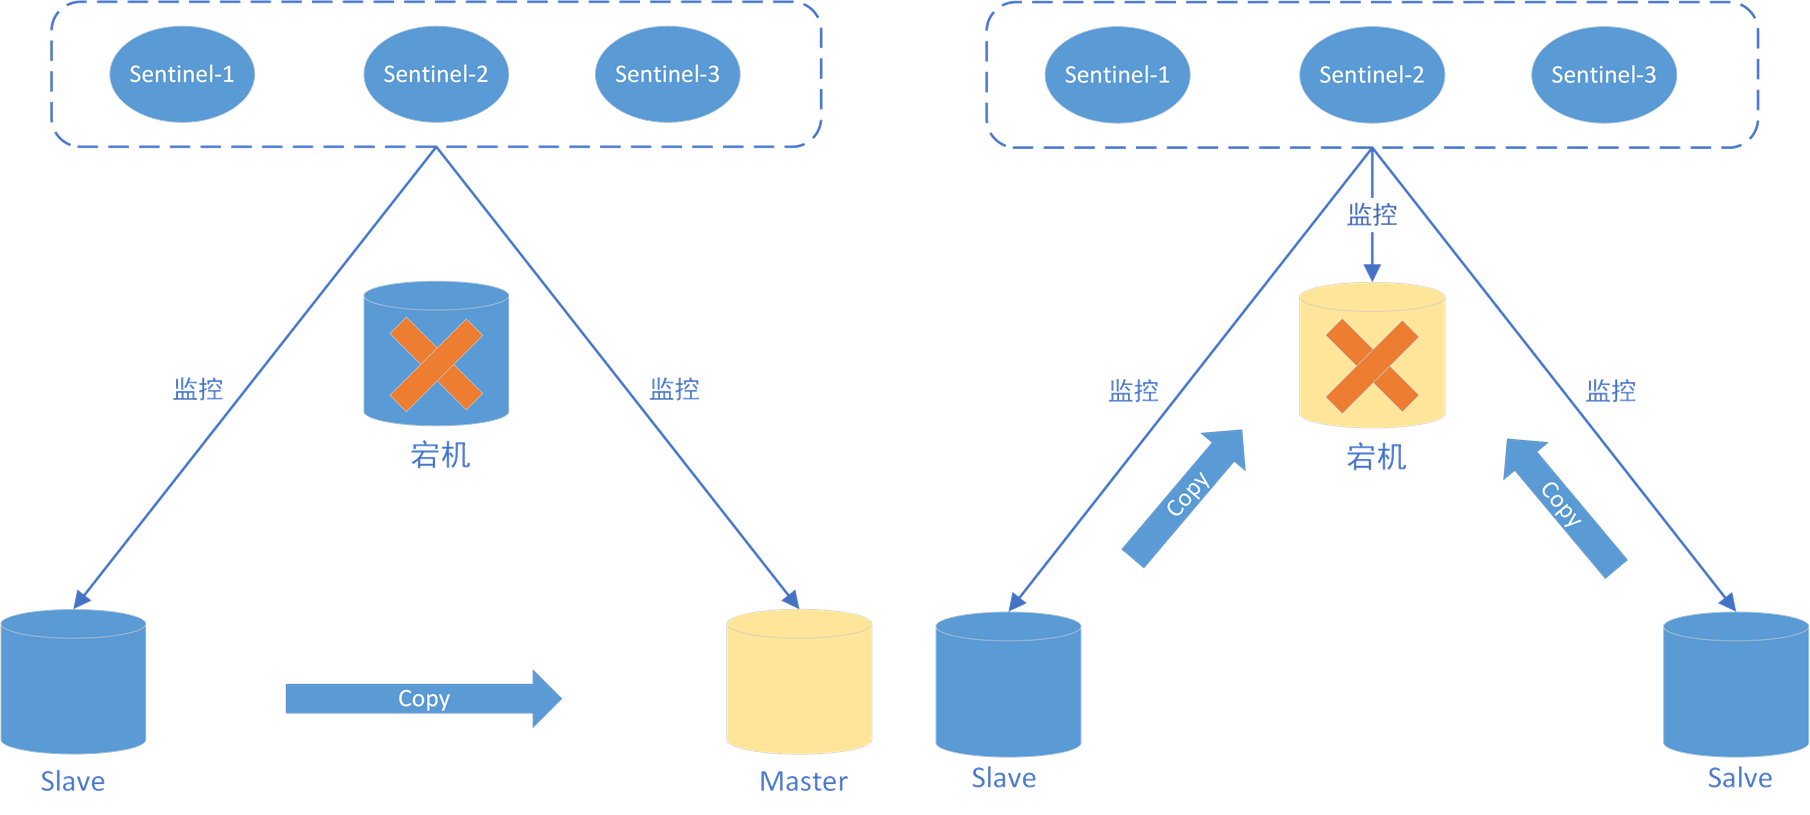 Sentinel-1
Sentinel-2
Sentinel-3
监控
监控
宕机
Copy
Slave
Master
Sentinel-1
Sentinel-2
Sentinel-3
监控
监控
监控
宕机
Copy
Copy
Slave
Salve